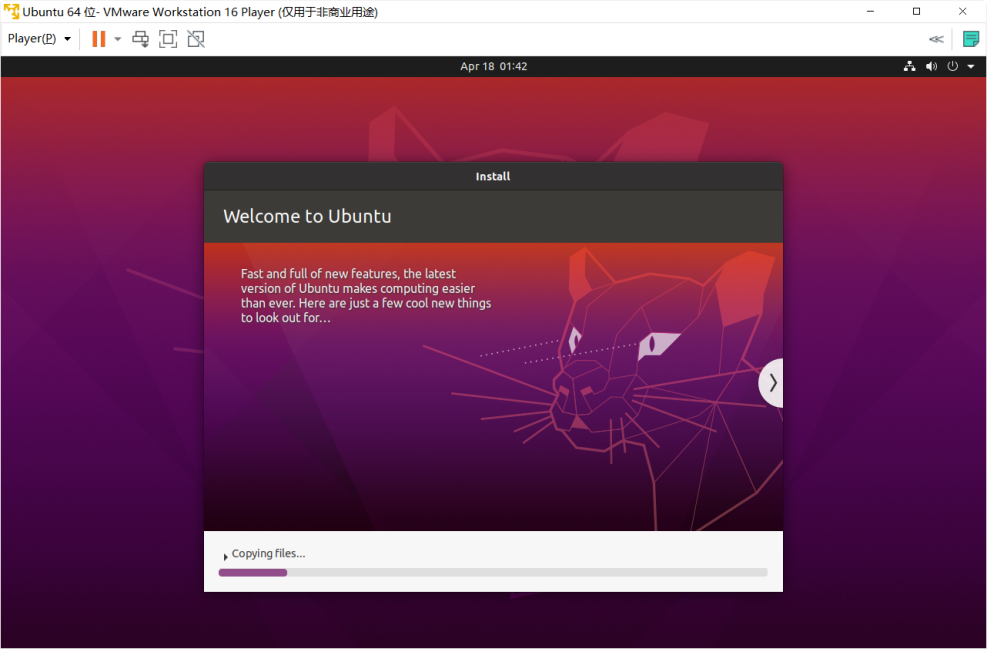 Ubuntu 64 位- VMware Workstation 16 Player (仅用于非商业用途)
Player(P)
Apr 18 01:42
Install
Welcome to Ubuntu
Fast and full of new features, the latest
version of Ubuntu makes computing easier
than ever. Here are just a few cool new things
to look out for…
Copying files…